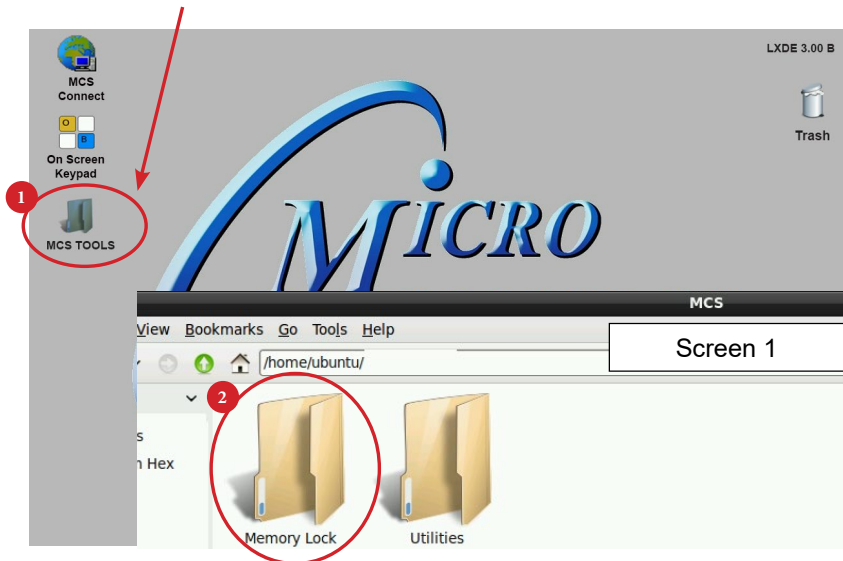 LXDE 3.00 B
MCS
Connect
O
B
On Screen
Keypad
Trash
1
MCS TOOLS
MICRO
MCS
View Bookmarks Go Tools Help
Screen 1
/home/ubuntu/
2
s
n Hex
Memory Lock
Utilities